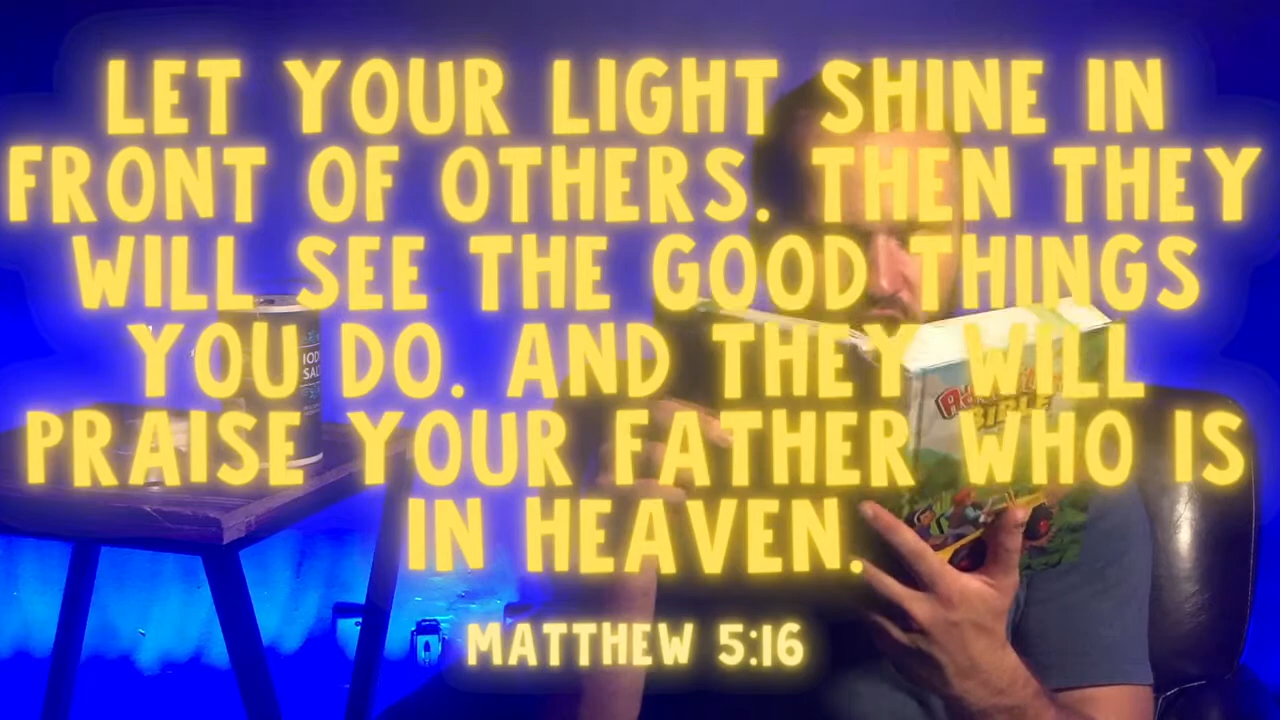 LET YOUR LIGHT SHINE IN
FRONT OF OTHERS. THEN THEY
WILL SEE THE GOOD THINGS
YOU DO. AND THEY WILL
PRAISE YOUR FATHER WHO IS
IN HEAVEN.
MATTHEW 5:16
BIBLE